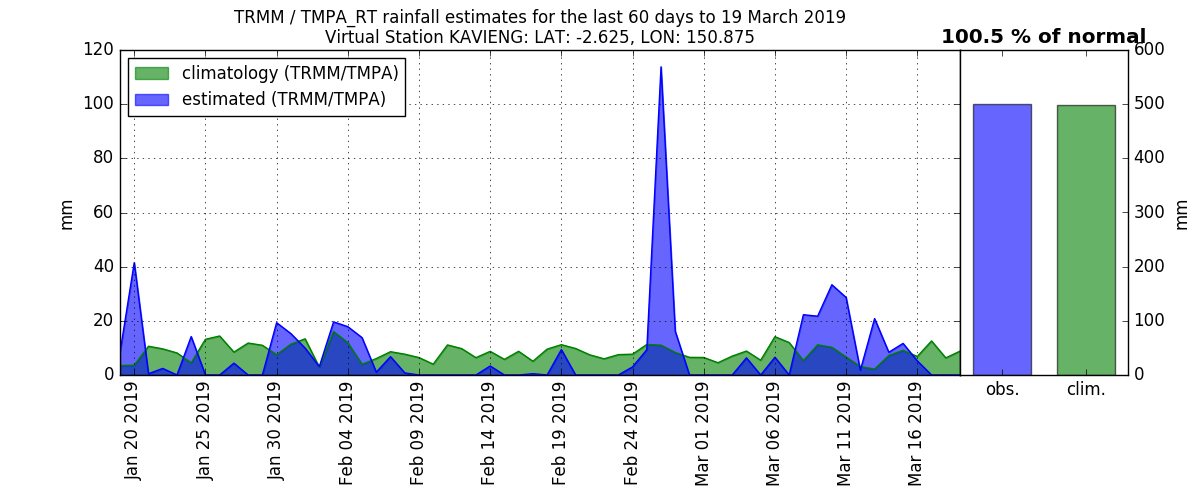 TRMM / TMPA_RT rainfall estimates for the last 60 days to 19 March 2019
Virtual Station KAVIENG: LAT: -2.625, LON: 150.875
100.5 % of normal
climatology (TRMM/TMPA)
estimated (TRMM/TMPA)
mm
120
100
80
60
40
20
0
Jan 20 2019
Jan 25 2019
Jan 30 2019
Feb 04 2019
Feb 09 2019
Feb 14 2019
Feb 19 2019
Feb 24 2019
Mar 01 2019
Mar 06 2019
Mar 11 2019
Mar 16 2019
obs.
clim.
600
500
400
300
200
100
0
mm